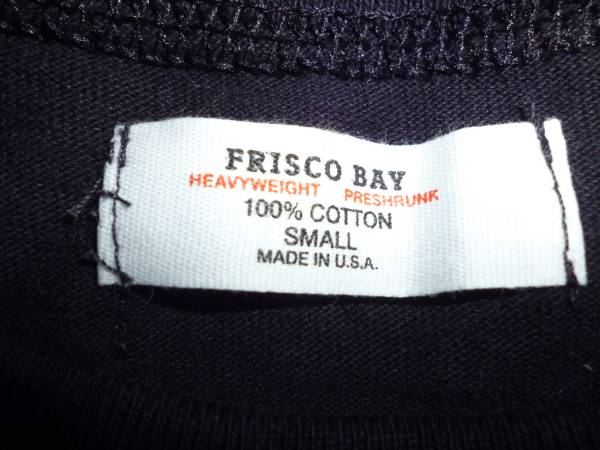 FRISCO BAY
HEAVYWEIGHT PRESHRUNK
100% COTTON
SMALL
MADE IN U.S.A.